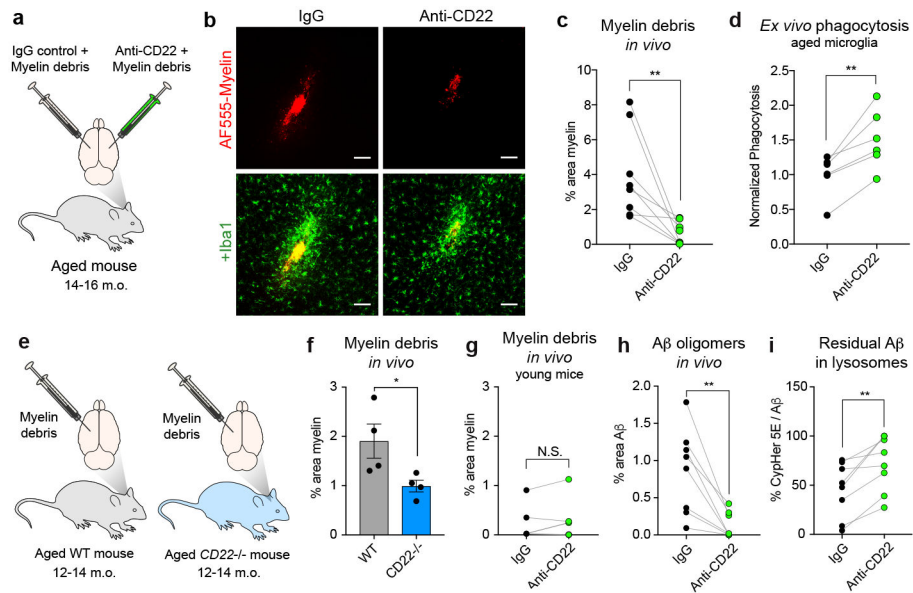 a
IgG control +
Myelin debris
Anti-CD22 +
Myelin debris
Aged mouse
14-16 m.o.
b
IgG
Anti-CD22
AF555-Myelin
+Iba1
c
Myelin debris
in vivo
% area myelin
10
8
6
4
2
0
**
IgG
Anti-CD22
d
Ex vivo phagocytosis
aged microglia
Normalized Phagocytosis
2.5
2.0
1.5
1.0
0.5
0.0
**
IgG
Anti-CD22
e
Myelin
debris
Myelin
debris
Aged WT mouse
12-14 m.o.
Aged CD22-/- mouse
12-14 m.o.
f
Myelin debris
in vivo
% area myelin
3
2
1
0
*
WT
CD22-/-
g
Myelin debris
in vivo
young mice
% area myelin
3
2
1
0
N.S.
IgG
Anti-CD22
h
Aβ oligomers
in vivo
% area Aβ
2.0
1.5
1.0
0.5
0.0
**
IgG
Anti-CD22
i
Residual Aβ
in lysosomes
% CypHer 5E / Aβ
150
100
50
0
**
IgG
Anti-CD22